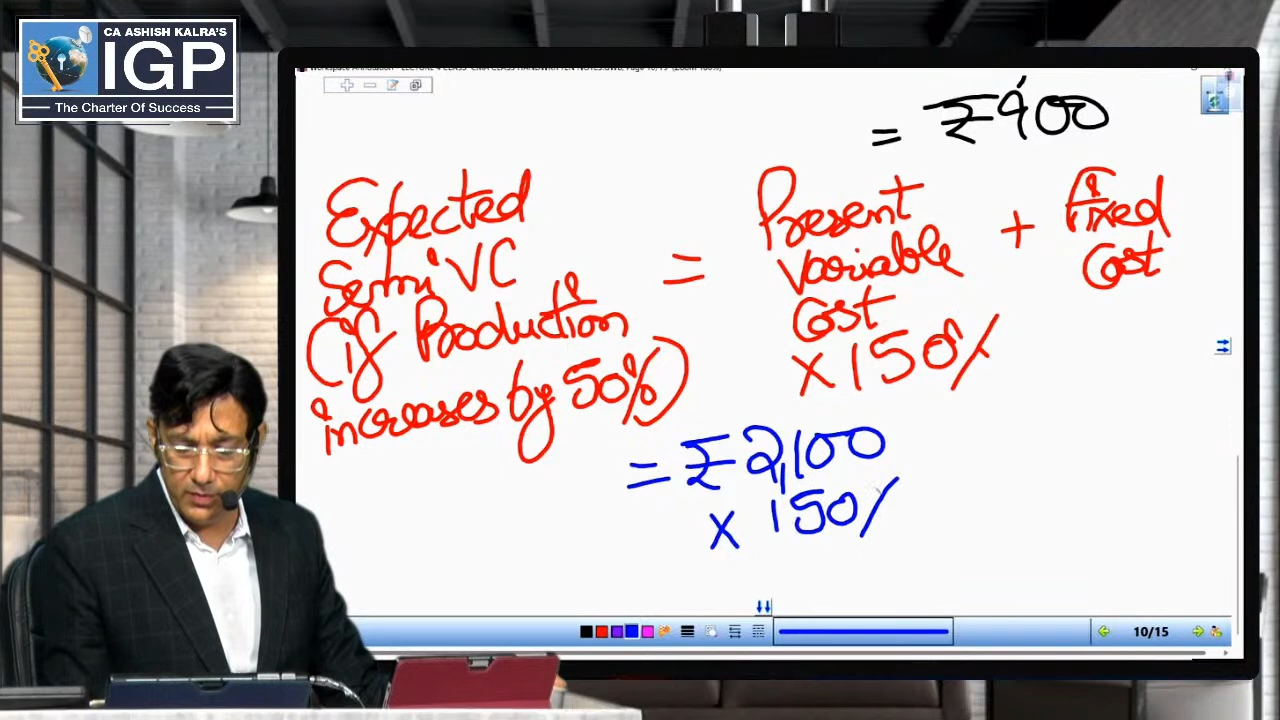 CA ASHISH KALRA'S
IGP
The Charter Of Success
= ₹900
Expected
Semi VC
(if Production
increases by 50%)
=
Present
Variable
Cost
× 150%
+
Fixed
Cost
= ₹2,100
× 150%
10/15